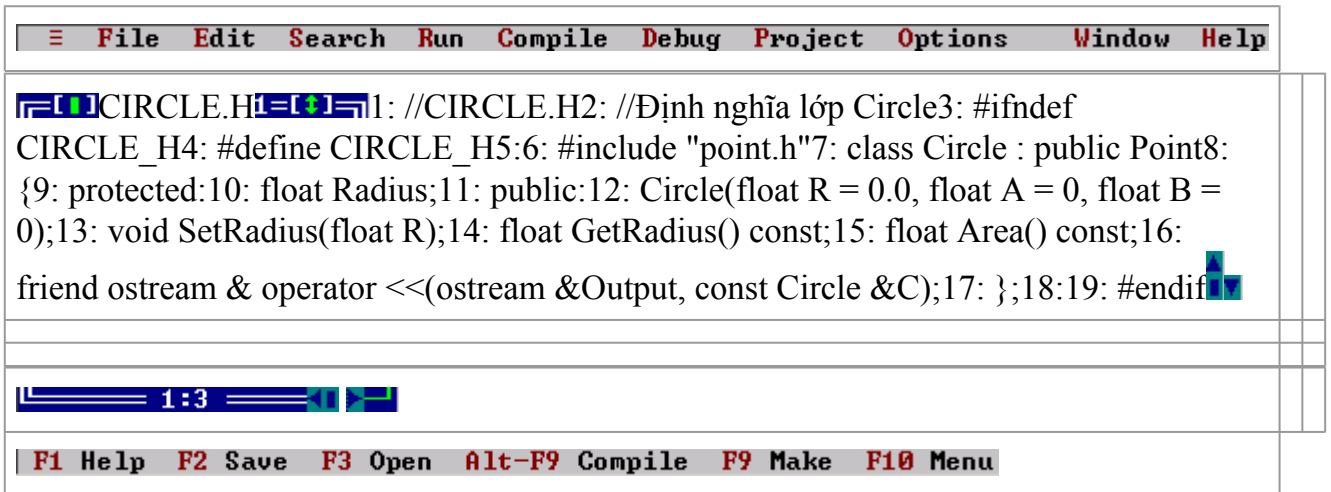 ≡ File Edit Search Run Compile Debug Project Options Window Help
╔═[■]CIRCLE.H1=[↕]═╗1: //CIRCLE.H2: //Định nghĩa lớp Circle3: #ifndef
CIRCLE_H4: #define CIRCLE_H5:6: #include "point.h"7: class Circle : public Point8:
{9: protected:10: float Radius;11: public:12: Circle(float R = 0.0, float A = 0, float B =
0);13: void SetRadius(float R);14: float GetRadius() const;15: float Area() const;16:
friend ostream & operator <<(ostream &Output, const Circle &C);17: };18:19: #endif
1:3
F1 Help F2 Save F3 Open Alt-F9 Compile F9 Make F10 Menu